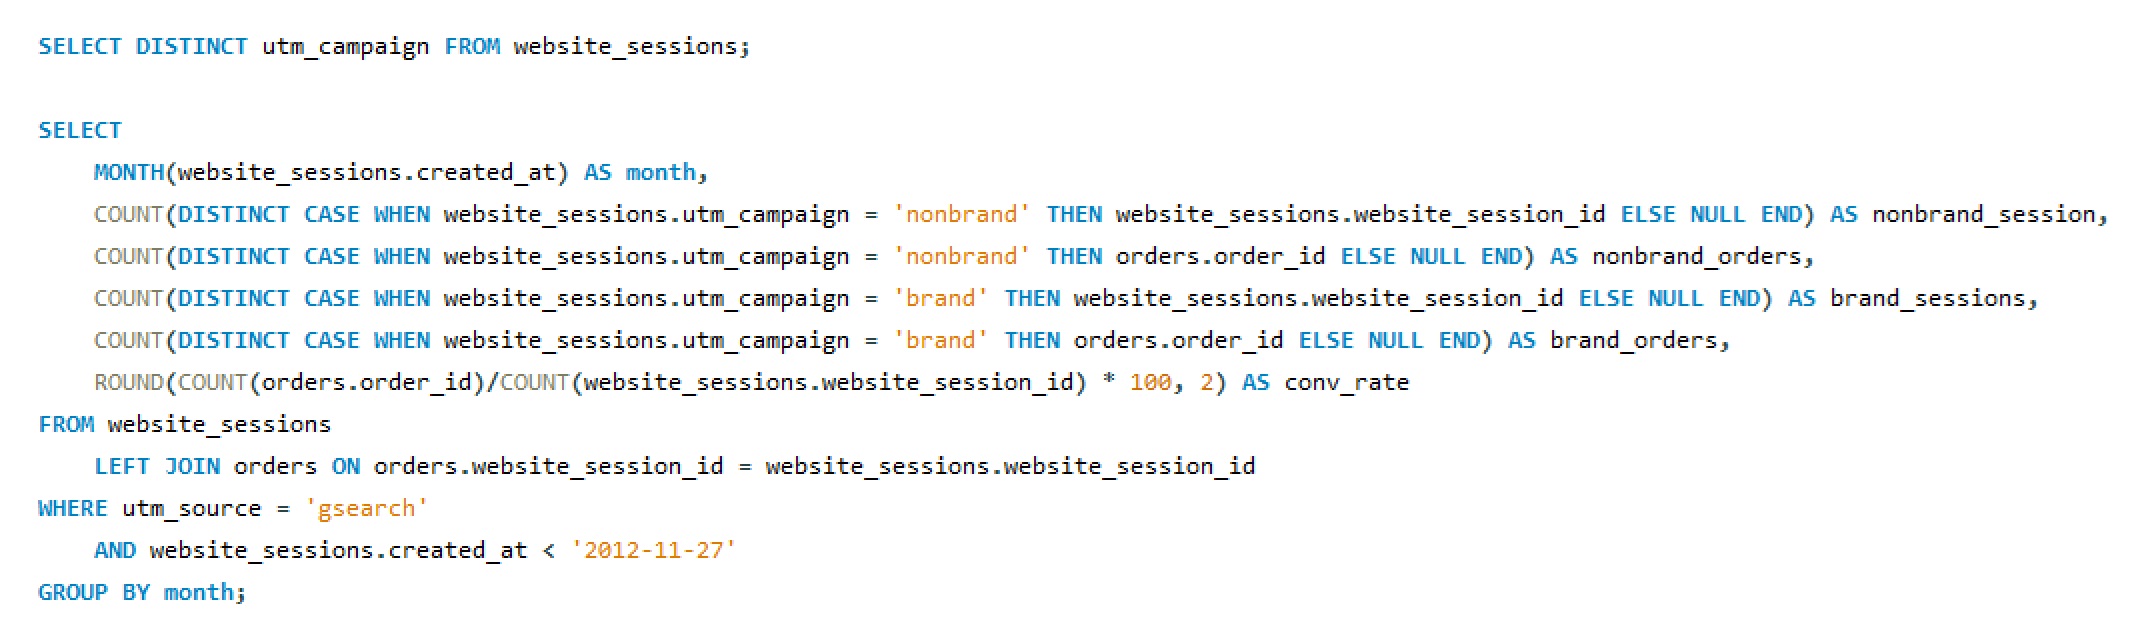 SELECT DISTINCT utm_campaign FROM website_sessions;
SELECT
MONTH(website_sessions.created_at) AS month,
COUNT(DISTINCT CASE WHEN website_sessions.utm_campaign = 'nonbrand' THEN website_sessions.website_session_id ELSE NULL END) AS nonbrand_session,
COUNT(DISTINCT CASE WHEN website_sessions.utm_campaign = 'nonbrand' THEN orders.order_id ELSE NULL END) AS nonbrand_orders,
COUNT(DISTINCT CASE WHEN website_sessions.utm_campaign = 'brand' THEN website_sessions.website_session_id ELSE NULL END) AS brand_sessions,
COUNT(DISTINCT CASE WHEN website_sessions.utm_campaign = 'brand' THEN orders.order_id ELSE NULL END) AS brand_orders,
ROUND(COUNT(orders.order_id)/COUNT(website_sessions.website_session_id) * 100, 2) AS conv_rate
FROM website_sessions
LEFT JOIN orders ON orders.website_session_id = website_sessions.website_session_id
WHERE utm_source = 'gsearch'
AND website_sessions.created_at < '2012-11-27'
GROUP BY month;